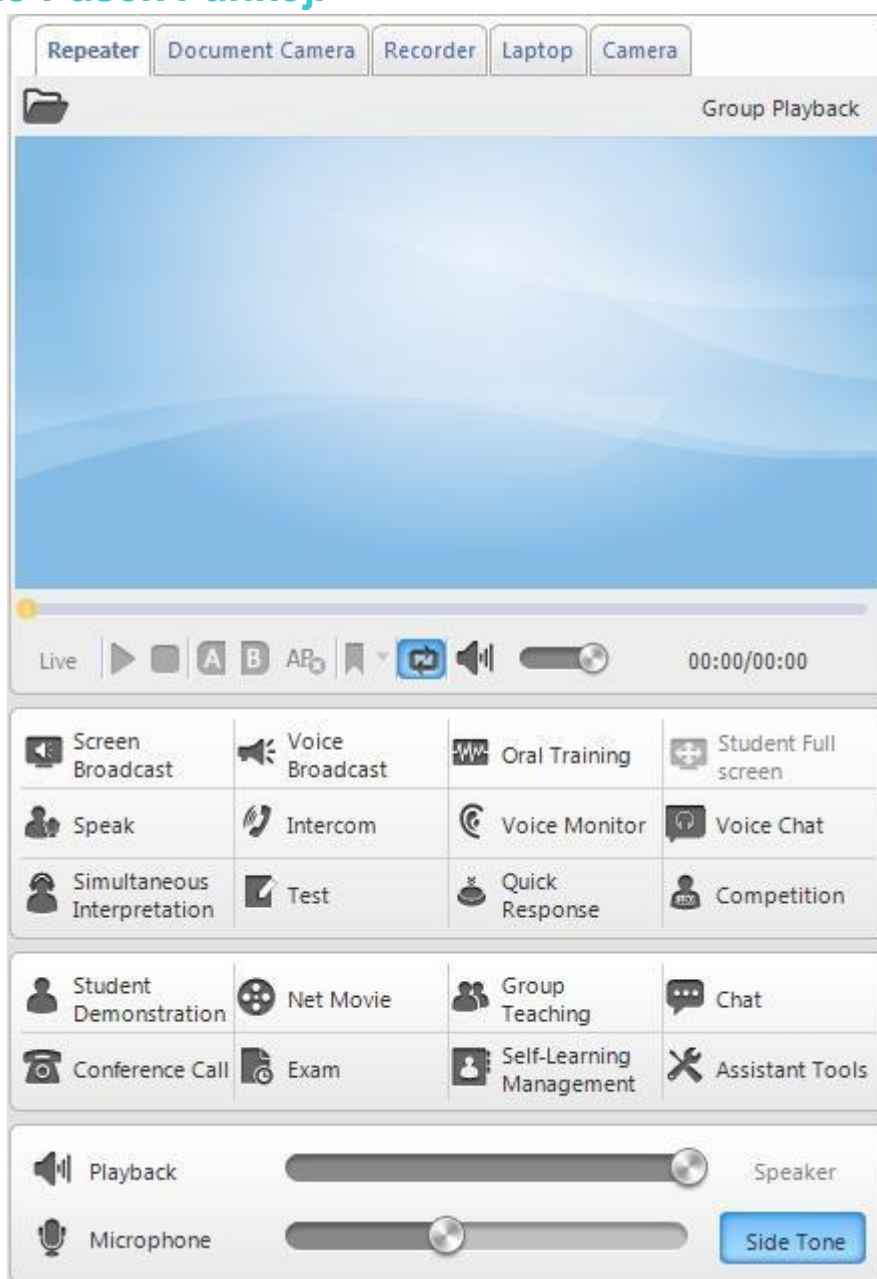 Repeater Document Camera Recorder Laptop Camera
Group Playback
Live A B AB 00:00/00:00
Screen Broadcast
Voice Broadcast
Oral Training
Student Full screen
Speak
Intercom
Voice Monitor
Voice Chat
Simultaneous Interpretation
Test
Quick Response
Competition
Student Demonstration
Net Movie
Group Teaching
Chat
Conference Call
Exam
Self-Learning Management
Assistant Tools
Playback
Speaker
Microphone
Side Tone